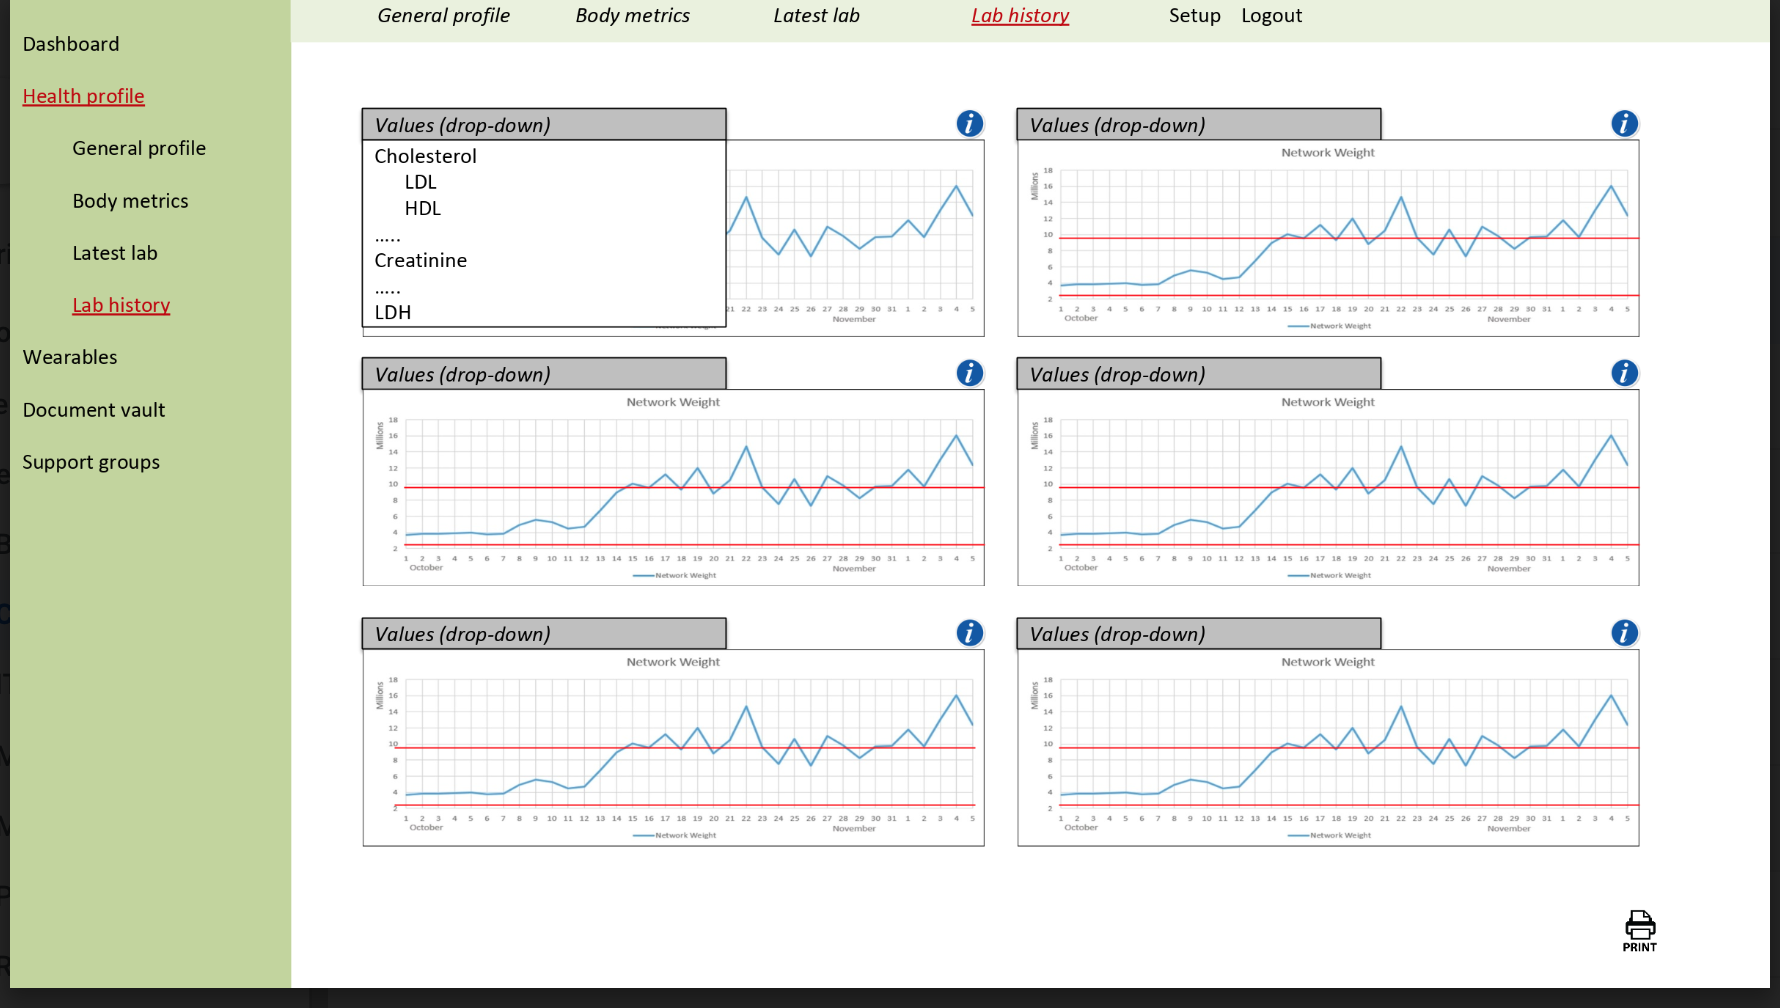 General profile Body metrics Latest lab Lab history Setup Logout
Dashboard
Health profile
General profile
Body metrics
Latest lab
Lab history
Wearables
Document vault
Support groups
Values (drop-down) i
Cholesterol
LDL
HDL
.....
Creatinine
.....
LDH
21 22 23 24 25 26 27 28 29 30 31 1 2 3 4 5
November
Values (drop-down) i
Network Weight
Millions
18
16
14
12
10
8
6
4
2
1 2 3 4 5 6 7 8 9 10 11 12 13 14 15 16 17 18 19 20 21 22 23 24 25 26 27 28 29 30 31 1 2 3 4 5
October November
Network Weight
Values (drop-down) i
Network Weight
Millions
18
16
14
12
10
8
6
4
2
1 2 3 4 5 6 7 8 9 10 11 12 13 14 15 16 17 18 19 20 21 22 23 24 25 26 27 28 29 30 31 1 2 3 4 5
October November
Network Weight
Values (drop-down) i
Network Weight
Millions
18
16
14
12
10
8
6
4
2
1 2 3 4 5 6 7 8 9 10 11 12 13 14 15 16 17 18 19 20 21 22 23 24 25 26 27 28 29 30 31 1 2 3 4 5
October November
Network Weight
Values (drop-down) i
Network Weight
Millions
18
16
14
12
10
8
6
4
2
1 2 3 4 5 6 7 8 9 10 11 12 13 14 15 16 17 18 19 20 21 22 23 24 25 26 27 28 29 30 31 1 2 3 4 5
October November
Network Weight
Values (drop-down) i
Network Weight
Millions
18
16
14
12
10
8
6
4
2
1 2 3 4 5 6 7 8 9 10 11 12 13 14 15 16 17 18 19 20 21 22 23 24 25 26 27 28 29 30 31 1 2 3 4 5
October November
Network Weight
PRINT